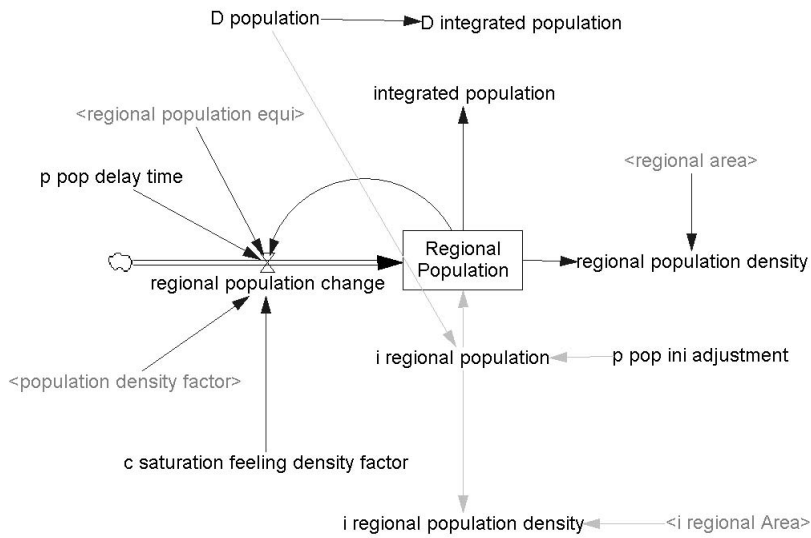 D population
D integrated population
integrated population
<regional population equi>
<regional area>
p pop delay time
Regional
Population
regional population density
regional population change
i regional population
p pop ini adjustment
<population density factor>
c saturation feeling density factor
i regional population density
<i regional Area>